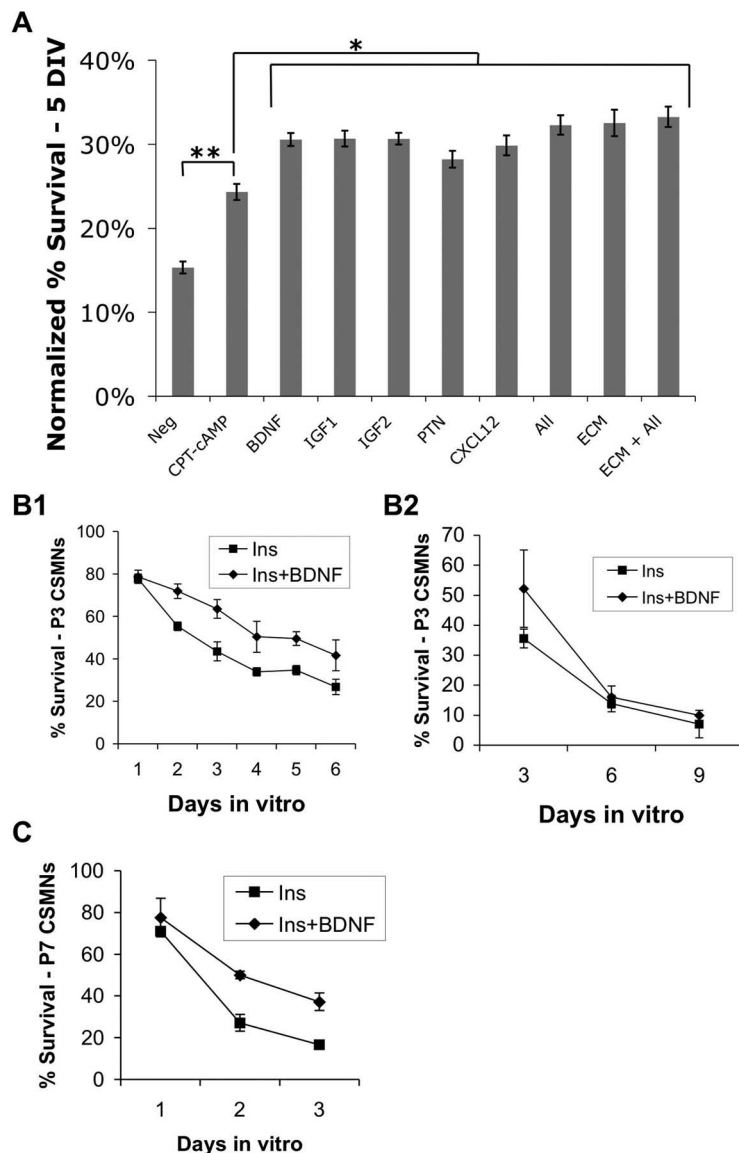 A
Normalized % Survival - 5 DIV
40%
30%
20%
10%
0%
**
*
Neg
CPT-cAMP
BDNF
IGF1
IGF2
PTN
CXCL12
All
ECM
ECM + All
B1
% Survival - P3 CSMNs
100
80
60
40
20
0
Ins
Ins+BDNF
1 2 3 4 5 6
Days in vitro
B2
% Survival - P3 CSMNs
70
60
50
40
30
20
10
0
Ins
Ins+BDNF
3 6 9
Days in vitro
C
% Survival - P7 CSMNs
100
80
60
40
20
0
Ins
Ins+BDNF
1 2 3
Days in vitro